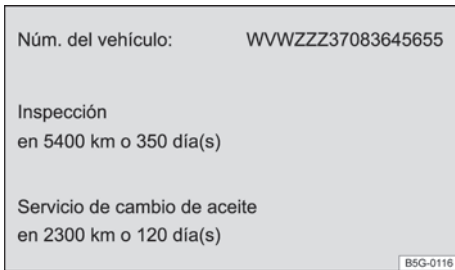 Núm. del vehículo: WVWZZZ37083645655
Inspección
en 5400 km o 350 día(s)
Servicio de cambio de aceite
en 2300 km o 120 día(s)
B5G-0116